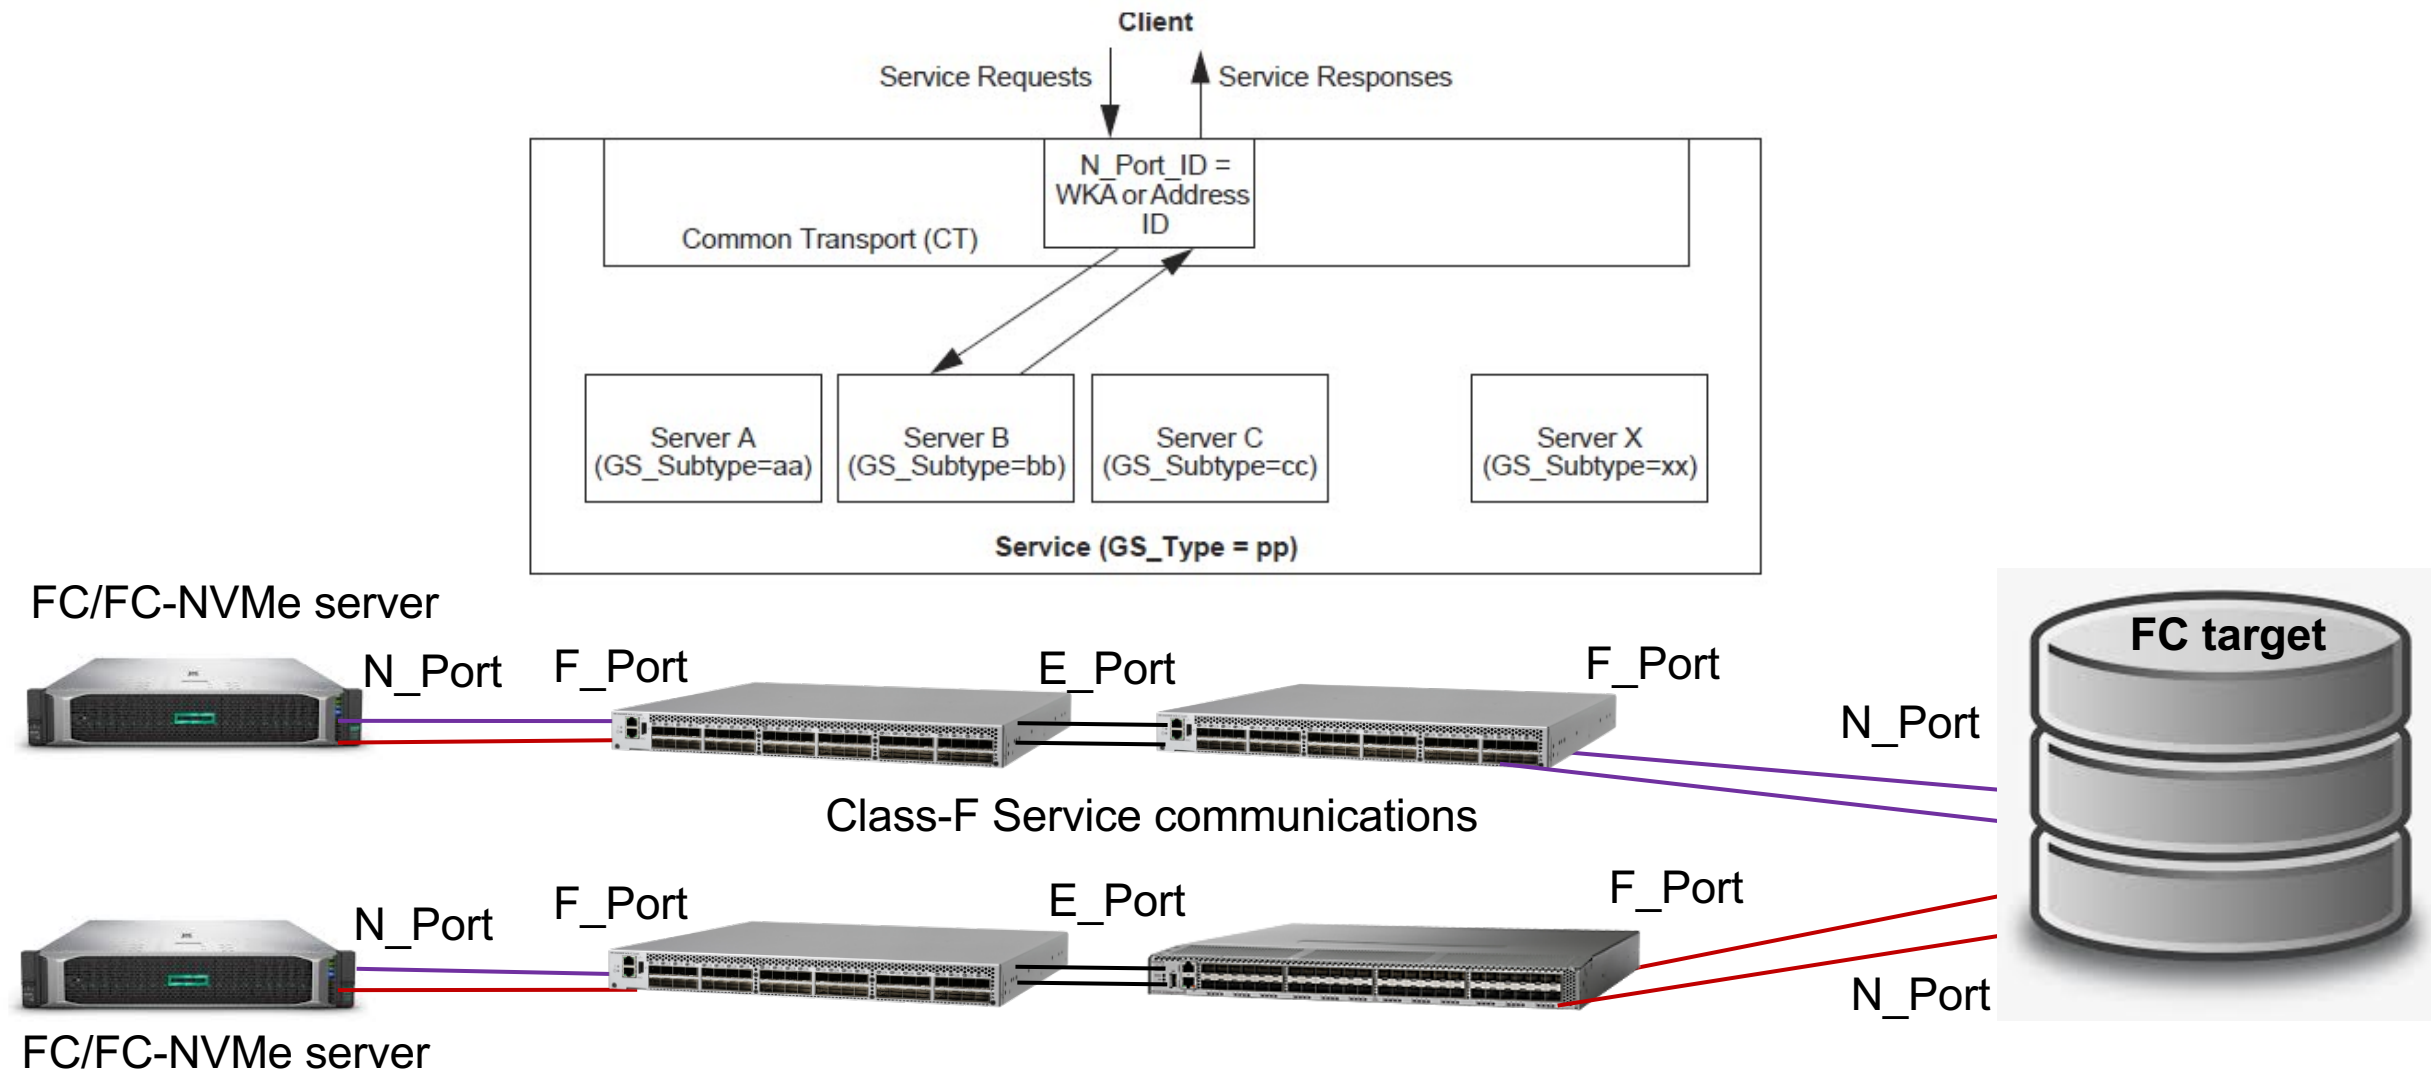 Client
Service Requests
Service Responses
N_Port_ID =
WKA or Address
ID
Common Transport (CT)
Server A
(GS_Subtype=aa)
Server B
(GS_Subtype=bb)
Server C
(GS_Subtype=cc)
Server X
(GS_Subtype=xx)
Service (GS_Type = pp)
FC/FC-NVMe server
FC target
N_Port
F_Port
E_Port
F_Port
N_Port
Class-F Service communications
N_Port
F_Port
E_Port
F_Port
N_Port
FC/FC-NVMe server